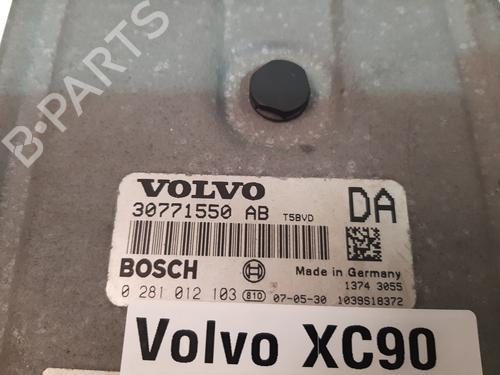 B-PARTS
VOLVO
30771550 AB T5BVD
DA
BOSCH
Made in Germany
1374 3055
0 281 012 103 810 07-05-30 1039S18372
Volvo XC90